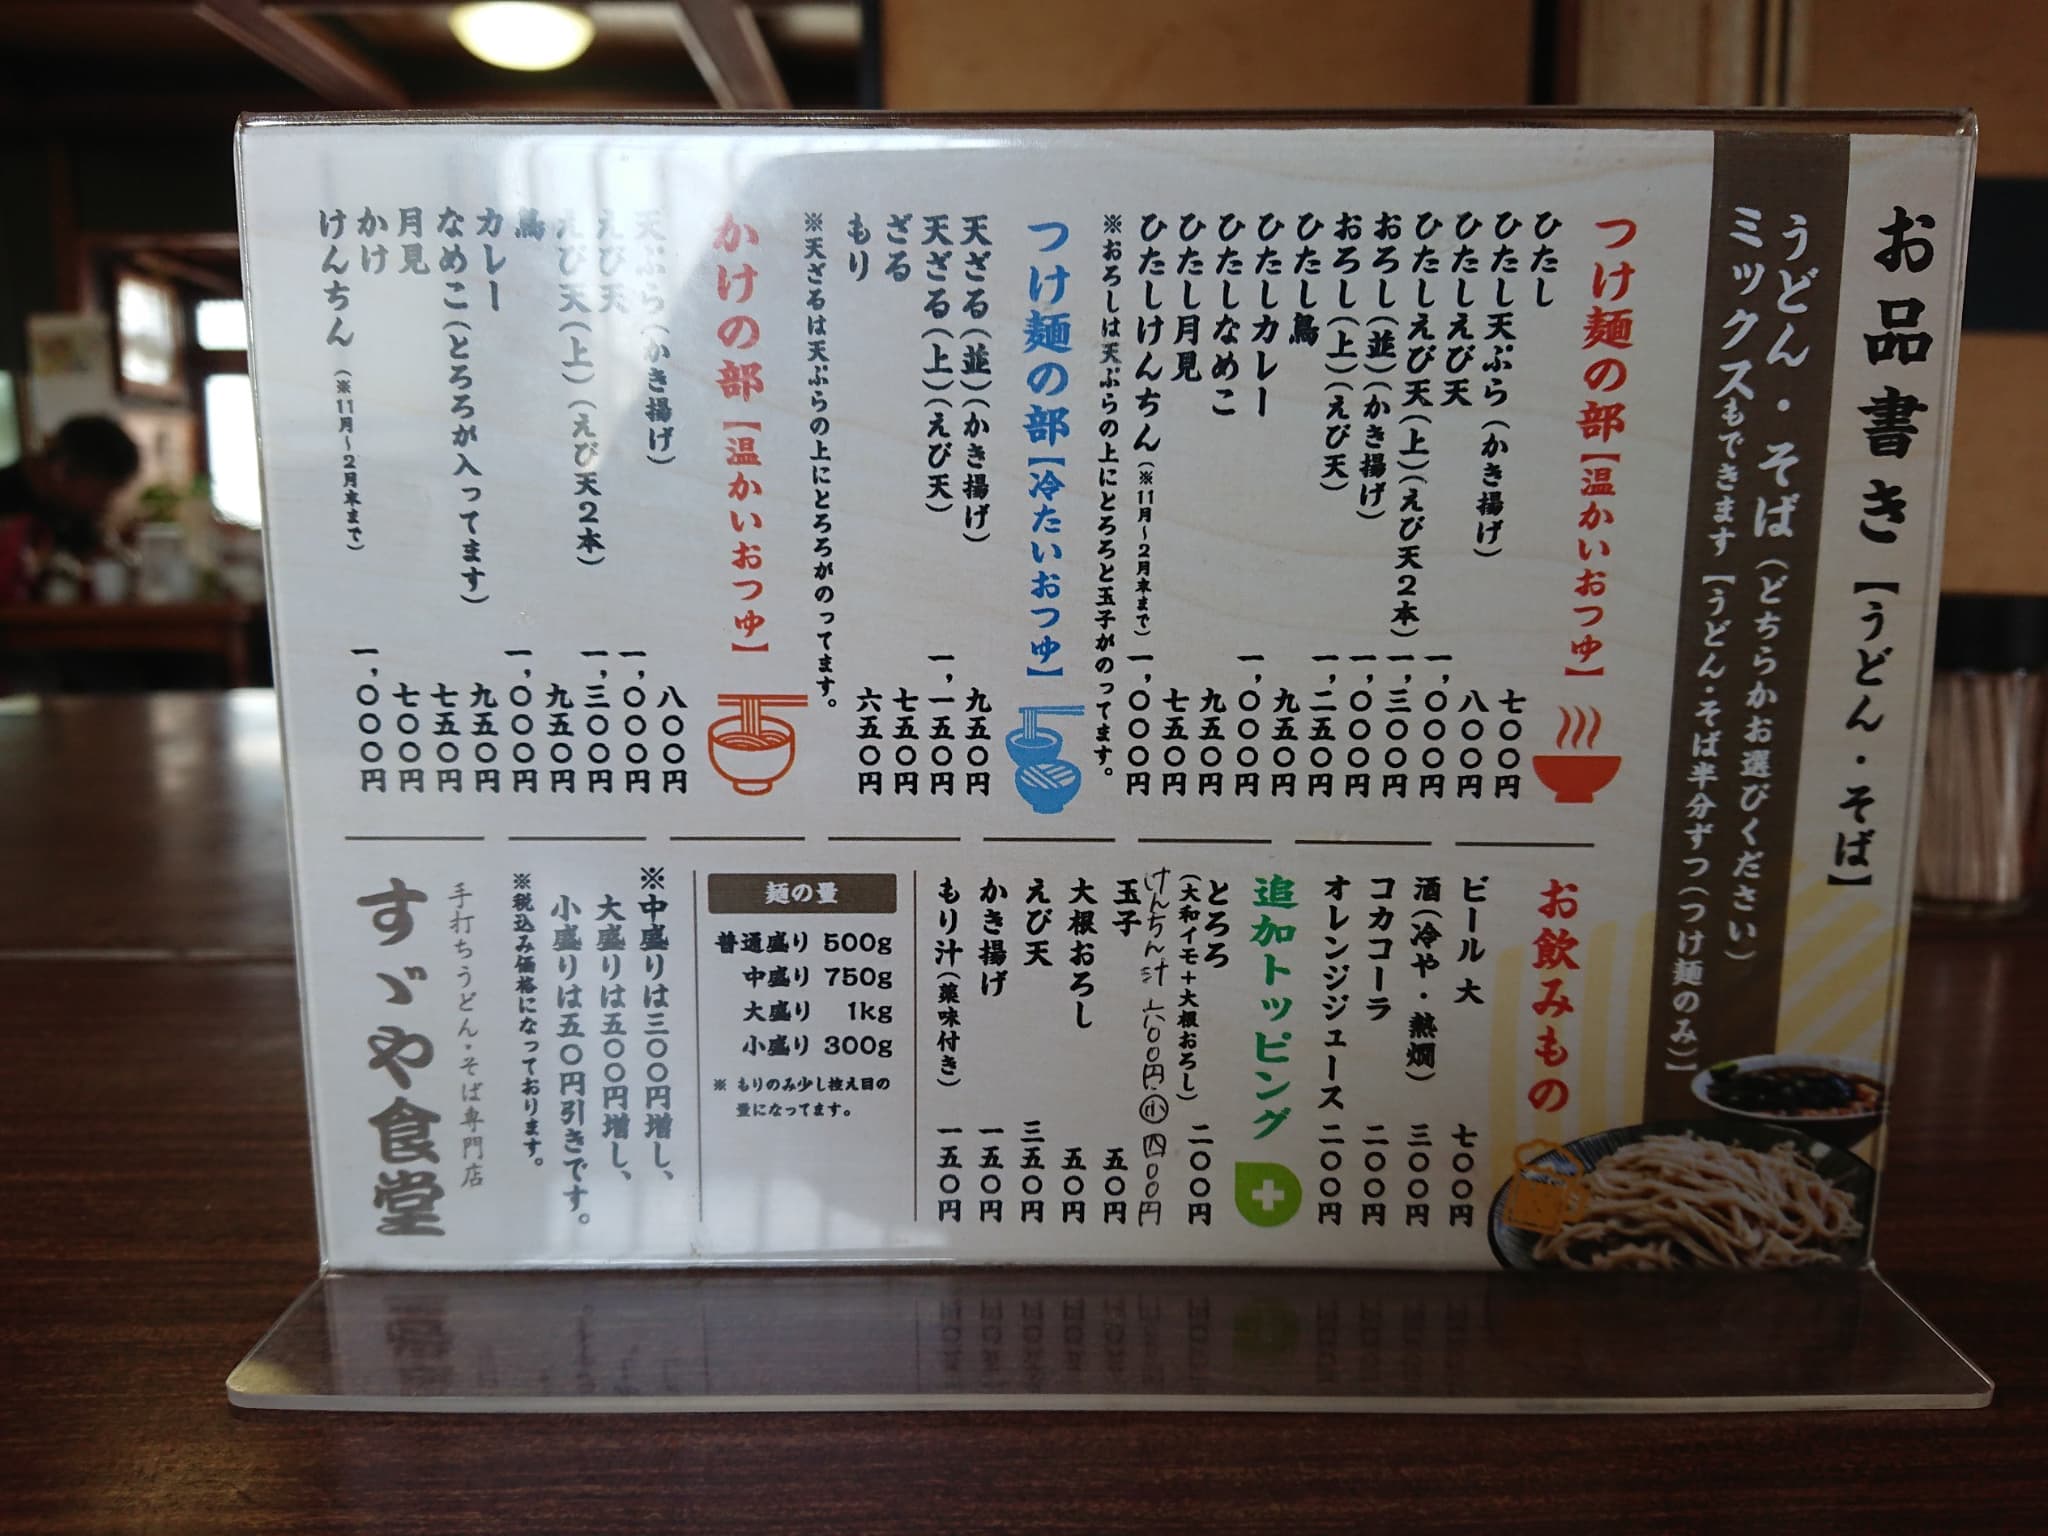 お品書き【うどん・そば】
うどん・そば（どちらかお選びください）
ミックスもできます【うどん・そば半分ずつ（つけ麺のみ）】
つけ麺の部【温かいおつゆ】
ひたし 七〇〇円
ひたし天ぷら（かき揚げ） 八〇〇円
ひたしえび天 一,〇〇〇円
ひたしえび天（上）（えび天2本） 一,三〇〇円
おろし（並）（かき揚げ） 一,〇〇〇円
おろし（上）（えび天） 一,二五〇円
ひたし鳥 九五〇円
ひたしカレー 一,〇〇〇円
ひたしなめこ 九五〇円
ひたし月見 七五〇円
ひたしけんちん（※11月～2月末まで） 一,〇〇〇円
※おろしは天ぷらの上にとろろと玉子がのってます。
つけ麺の部【冷たいおつゆ】
天ざる（並）（かき揚げ） 九五〇円
天ざる（上）（えび天） 一,一五〇円
ざる 七五〇円
もり 六五〇円
※天ざるは天ぷらの上にとろろがのってます。
かけの部【温かいおつゆ】
天ぷら（かき揚げ） 八〇〇円
えび天 一,〇〇〇円
えび天（上）（えび天2本） 一,三〇〇円
鳥 九五〇円
カレー 一,〇〇〇円
なめこ（とろろが入ってます） 九五〇円
月見 七五〇円
かけ 七〇〇円
けんちん（※11月～2月末まで） 一,〇〇〇円
お飲みもの
ビール 大 七〇〇円
酒（冷や・熱燗） 三〇〇円
コカコーラ 二〇〇円
オレンジジュース 二〇〇円
追加トッピング
とろろ 二〇〇円
（大和イモ＋大根おろし）
けんちん汁 六〇〇円 ㊙小 四〇〇円
玉子 五〇円
大根おろし 五〇円
えび天 三五〇円
かき揚げ 一五〇円
もり汁（薬味付き） 一五〇円
麺の量
普通盛り 500g
中盛り 750g
大盛り 1kg
小盛り 300g
※ もりのみ少し控え目の
量になってます。
※中盛りは三〇〇円増し、
大盛りは五〇〇円増し、
小盛りは五〇円引きです。
※税込み価格になっております。
手打ちうどん・そば専門店
すゞや食堂